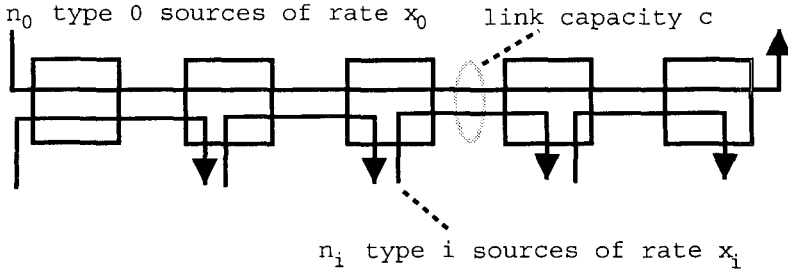 n₀ type 0 sources of rate x₀
link capacity c
nᵢ type i sources of rate xᵢ